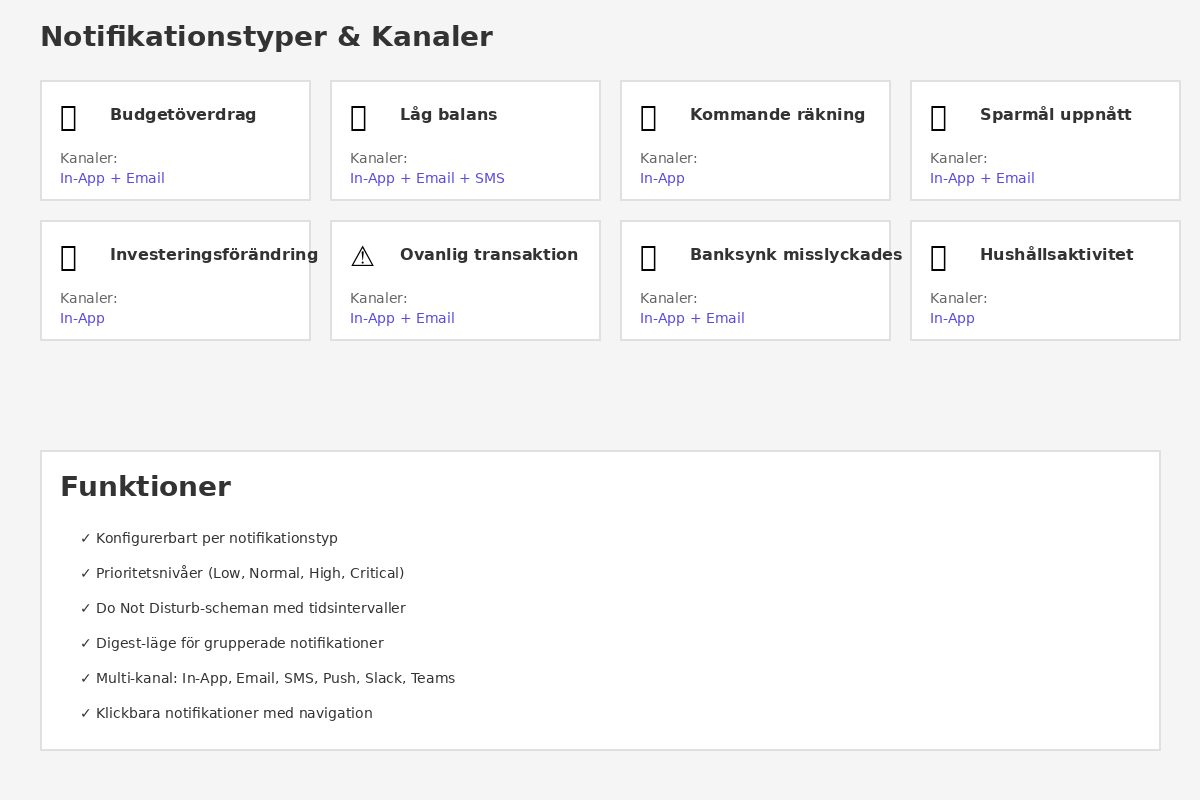 Notifikationstyper & Kanaler
Budgetöverdrag
Kanaler:
In-App + Email
Låg balans
Kanaler:
In-App + Email + SMS
Kommande räkning
Kanaler:
In-App
Sparmål uppnått
Kanaler:
In-App + Email
Investeringsförändring
Kanaler:
In-App
⚠ Ovanlig transaktion
Kanaler:
In-App + Email
Banksynk misslyckades
Kanaler:
In-App + Email
Hushållsaktivitet
Kanaler:
In-App
Funktioner
✓ Konfigurerbart per notifikationstyp
✓ Prioritetsnivåer (Low, Normal, High, Critical)
✓ Do Not Disturb-scheman med tidsintervaller
✓ Digest-läge för grupperade notifikationer
✓ Multi-kanal: In-App, Email, SMS, Push, Slack, Teams
✓ Klickbara notifikationer med navigation